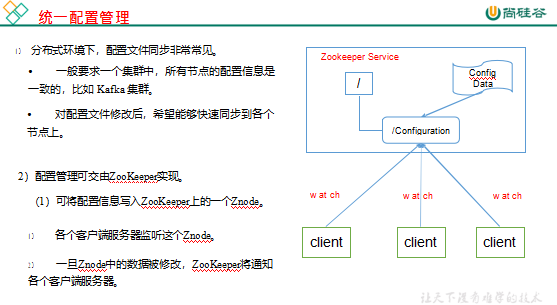 统一配置管理
尚硅谷
1) 分布式环境下，配置文件同步非常常见。
• 一般要求一个集群中，所有节点的配置信息是
一致的，比如 Kafka 集群。
• 对配置文件修改后，希望能够快速同步到各个
节点上。
2）配置管理可交由ZooKeeper实现。
（1）可将配置信息写入ZooKeeper上的一个Znode。
1) 各个客户端服务器监听这个Znode。
2) 一旦Znode中的数据被修改，ZooKeeper将通知
各个客户端服务器。
Zookeeper Service
/
Config
Data
/Configuration
w at ch
w at ch
w at ch
client
client
client
让天下没有难学的技术